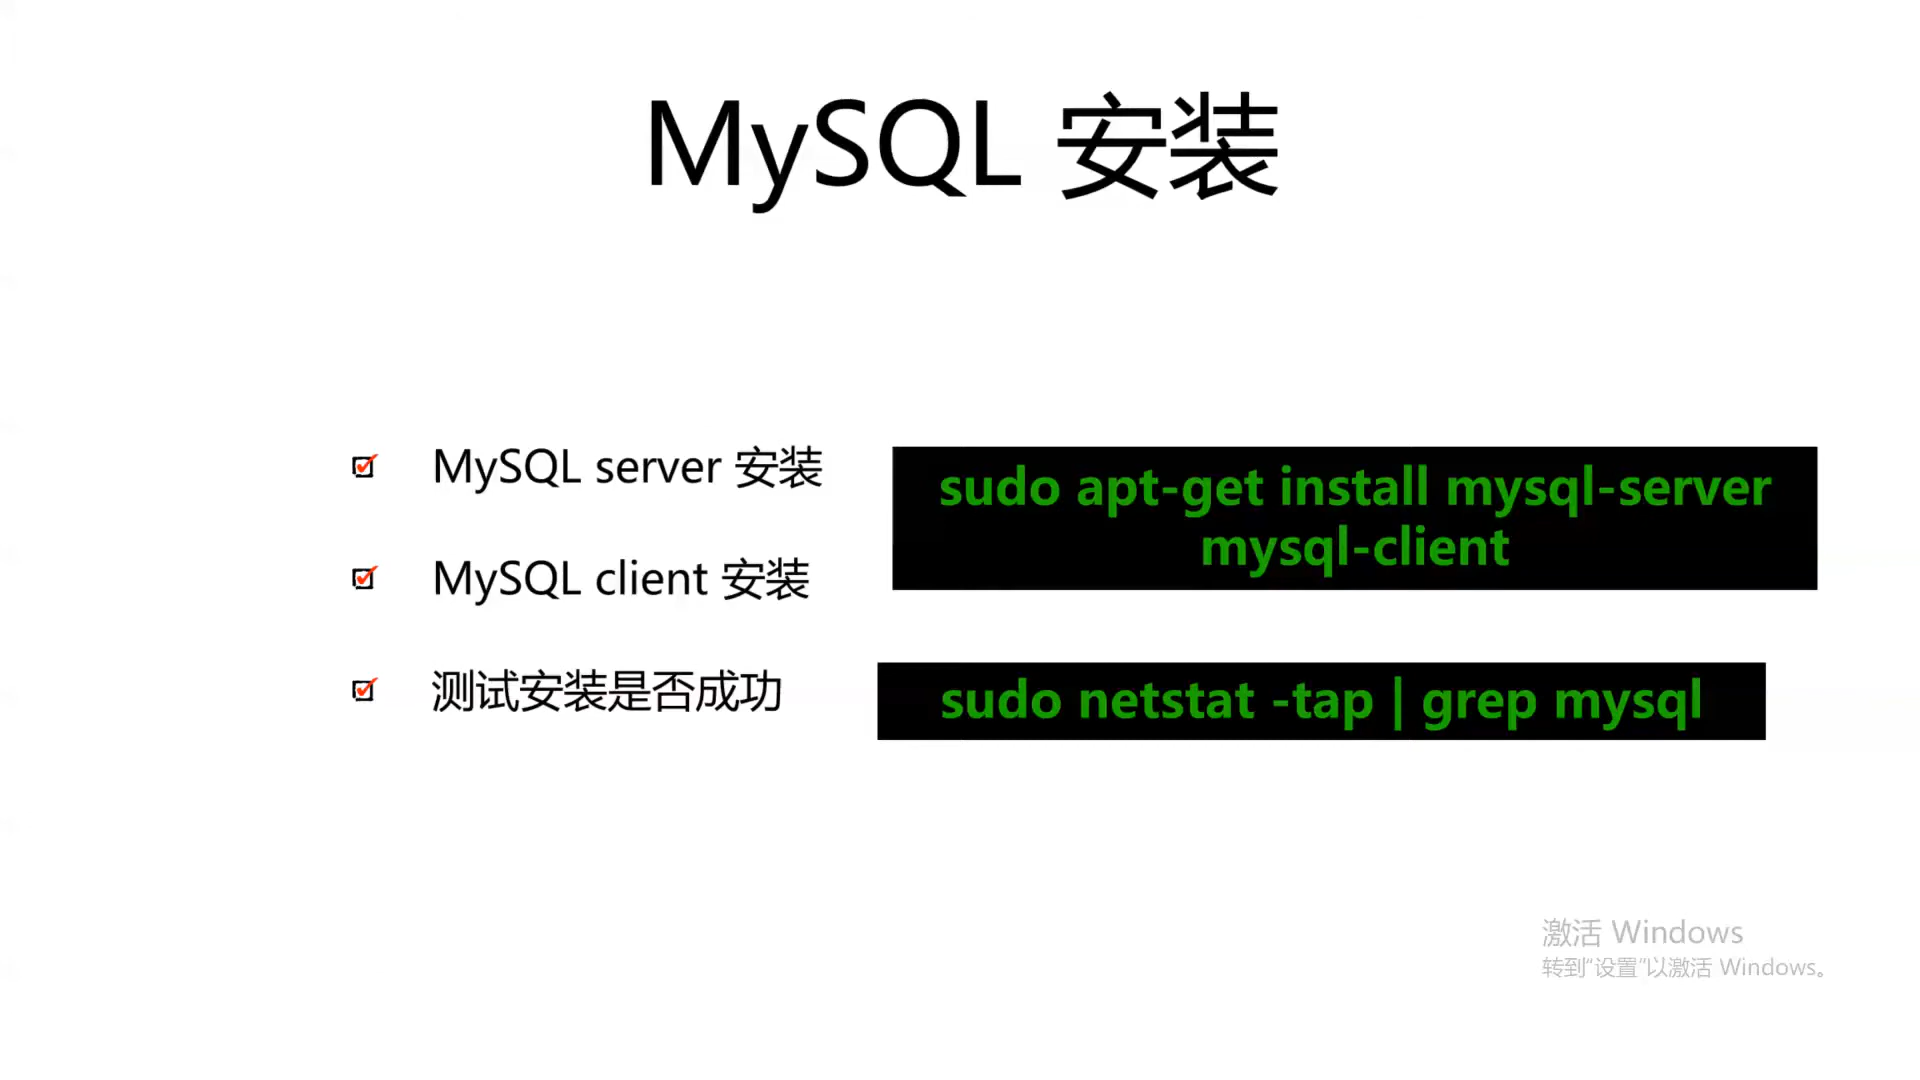 MySQL 安装
MySQL server 安装
sudo apt-get install mysql-server
mysql-client
MySQL client 安装
测试安装是否成功
sudo netstat -tap | grep mysql
激活 Windows
转到“设置”以激活 Windows。